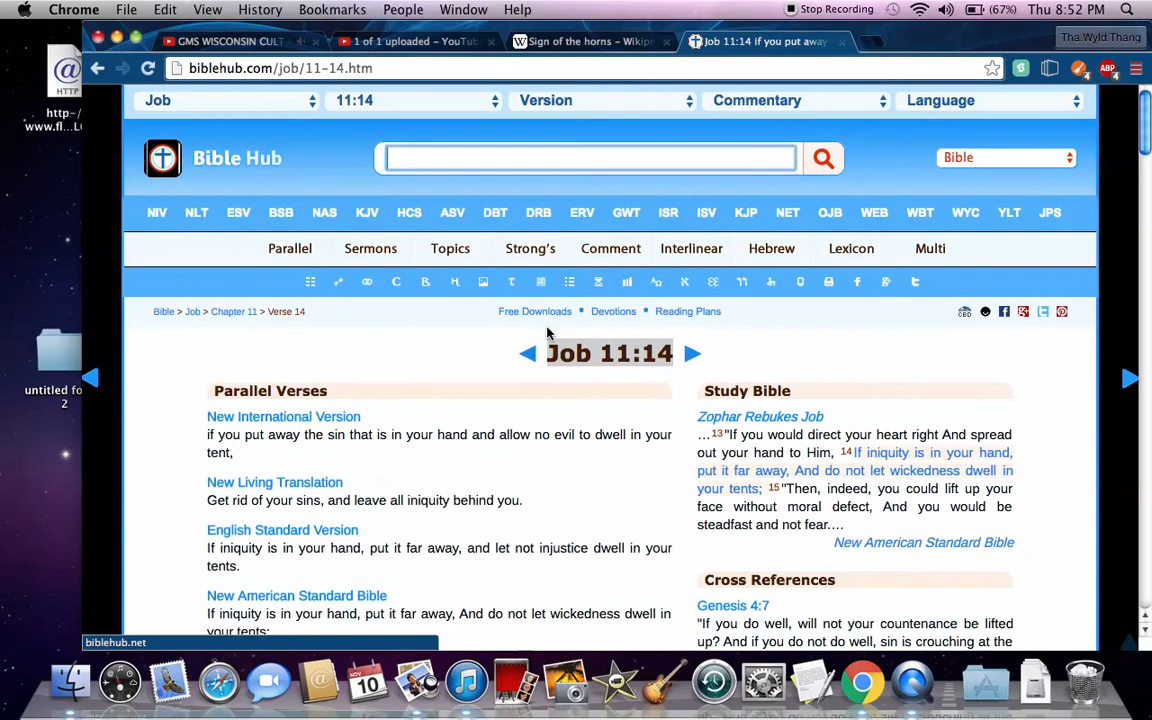 Chrome File Edit View History Bookmarks People Window Help Stop Recording (67%) Thu 8:52 PM
GMS WISCONSIN CULT 1 of 1 uploaded - YouTub Sign of the horns - Wikip Job 11:14 if you put away Tha.Wyld.Thang
biblehub.com/job/11-14.htm
Job 11:14 Version Commentary Language
Bible Hub Bible
NIV NLT ESV BSB NAS KJV HCS ASV DBT DRB ERV GWT ISR ISV KJP NET OJB WEB WBT WYC YLT JPS
Parallel Sermons Topics Strong's Comment Interlinear Hebrew Lexicon Multi
Bible > Job > Chapter 11 > Verse 14 Free Downloads • Devotions • Reading Plans
Job 11:14
Parallel Verses
New International Version
if you put away the sin that is in your hand and allow no evil to dwell in your
tent,
New Living Translation
Get rid of your sins, and leave all iniquity behind you.
English Standard Version
If iniquity is in your hand, put it far away, and let not injustice dwell in your
tents.
New American Standard Bible
If iniquity is in your hand, put it far away, And do not let wickedness dwell in
your tents;
Study Bible
Zophar Rebukes Job
…13"If you would direct your heart right And spread
out your hand to Him, 14If iniquity is in your hand,
put it far away, And do not let wickedness dwell in
your tents; 15"Then, indeed, you could lift up your
face without moral defect, And you would be
steadfast and not fear.…
New American Standard Bible
Cross References
Genesis 4:7
"If you do well, will not your countenance be lifted
up? And if you do not do well, sin is crouching at the
biblehub.net
http-/
www.fl...L
untitled fo
2
HTTP
NOV
10